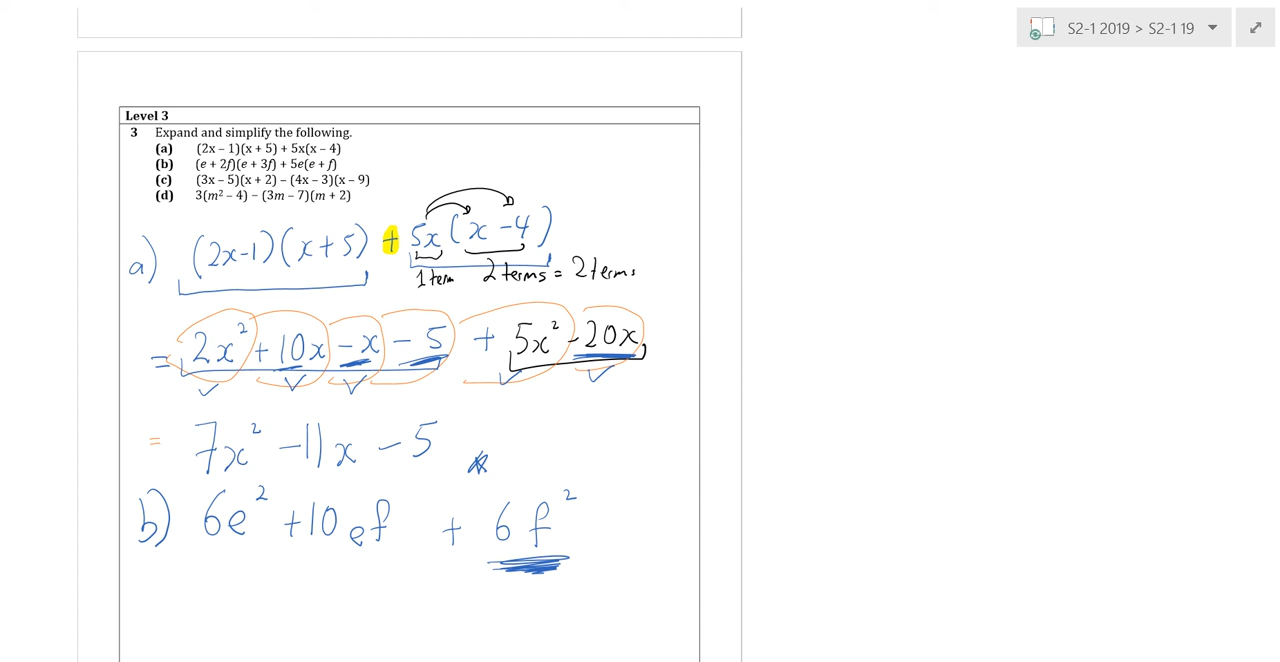 S2-1 2019 > S2-1 19
Level 3
3 Expand and simplify the following.
(a) (2x – 1)(x + 5) + 5x(x – 4)
(b) (e + 2f)(e + 3f) + 5e(e + f)
(c) (3x – 5)(x + 2) – (4x – 3)(x – 9)
(d) 3(m² – 4) – (3m – 7)(m + 2)
a) (2x-1)(x+5) + 5x(x-4)
1 term 2 terms = 2 terms
= 2x² +10x -x -5 + 5x² -20x
= 7x² -11x -5
b) 6e² +10ef + 6f²